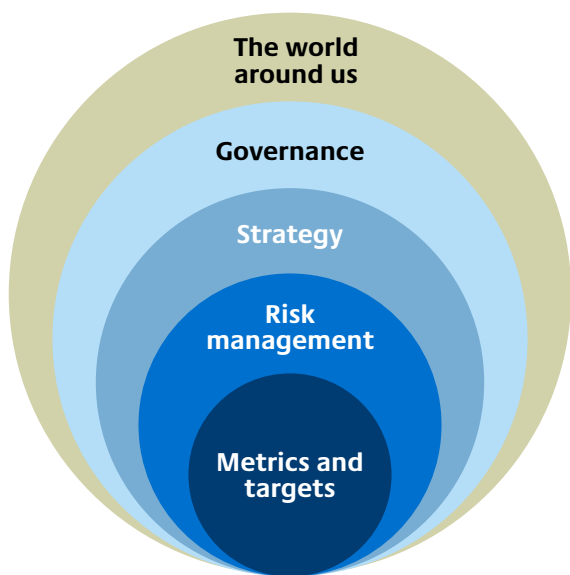 The world
around us
Governance
Strategy
Risk
management
Metrics and
targets